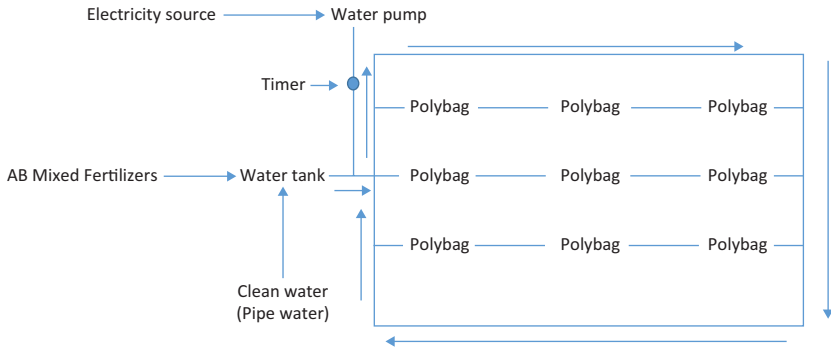 Electricity source
Water pump
Timer
Polybag Polybag Polybag
AB Mixed Fertilizers
Water tank
Polybag Polybag Polybag
Polybag Polybag Polybag
Clean water
(Pipe water)